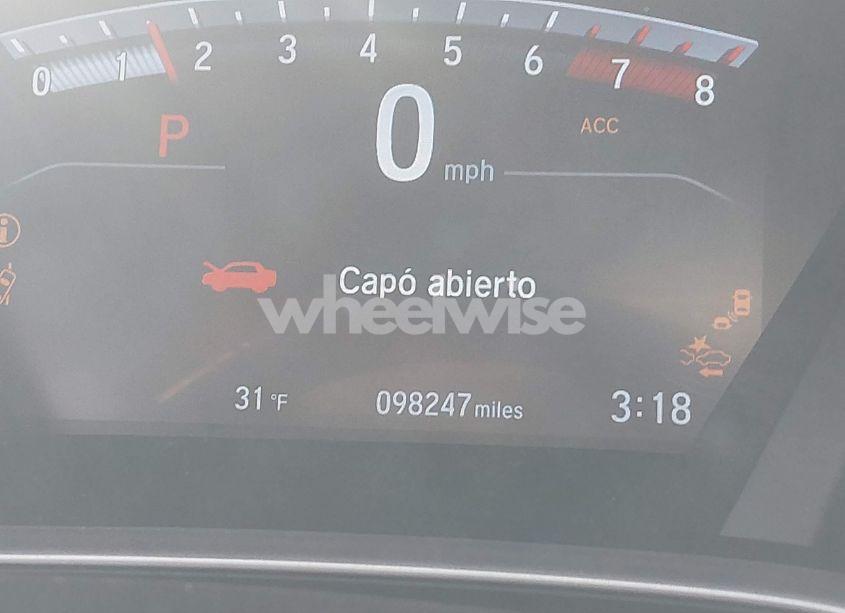 0 1 2 3 4 5 6 7 8
P 0 mph ACC
Capó abierto
wheelwise
31 °F 098247 miles 3:18